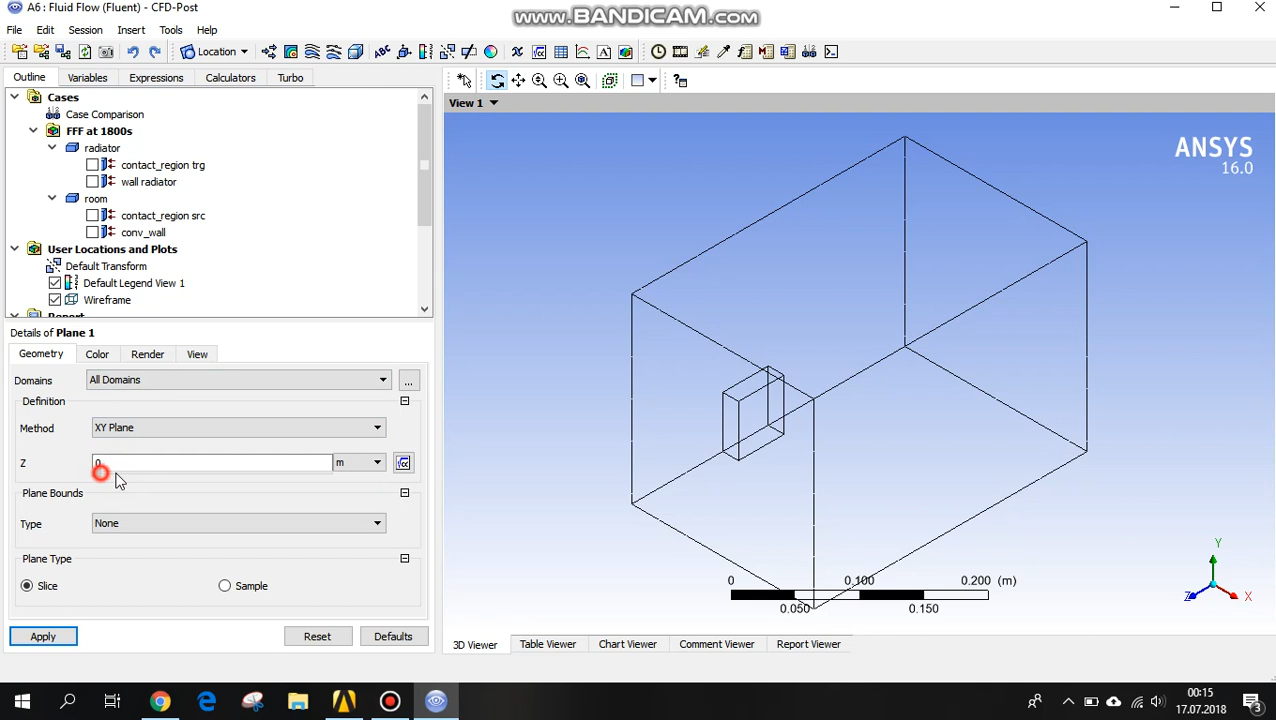 A6 : Fluid Flow (Fluent) - CFD-Post
www.BANDICAM.com
File Edit Session Insert Tools Help
Location
ABC
Outline Variables Expressions Calculators Turbo
View 1
Cases
Case Comparison
FFF at 1800s
radiator
contact_region trg
wall radiator
room
contact_region src
conv_wall
User Locations and Plots
Default Transform
Default Legend View 1
Wireframe
Report
ANSYS
16.0
Details of Plane 1
Geometry Color Render View
Domains All Domains ...
Definition
Method XY Plane
Z 0 m
Plane Bounds
Type None
Plane Type
Slice Sample
Apply Reset Defaults
0 0.100 0.200 (m)
0.050 0.150
Y
Z X
3D Viewer Table Viewer Chart Viewer Comment Viewer Report Viewer
00:15
17.07.2018
3